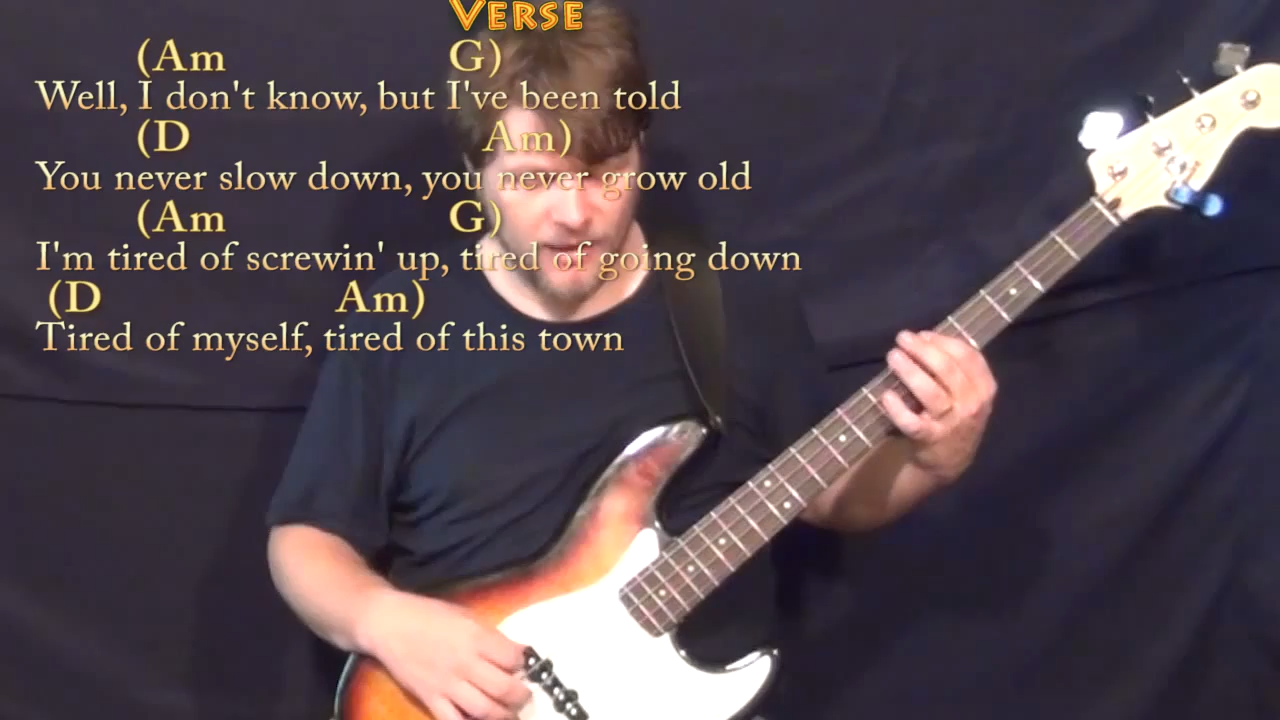 VERSE
(Am G)
Well, I don't know, but I've been told
(D Am)
You never slow down, you never grow old
(Am G)
I'm tired of screwin' up, tired of going down
(D Am)
Tired of myself, tired of this town